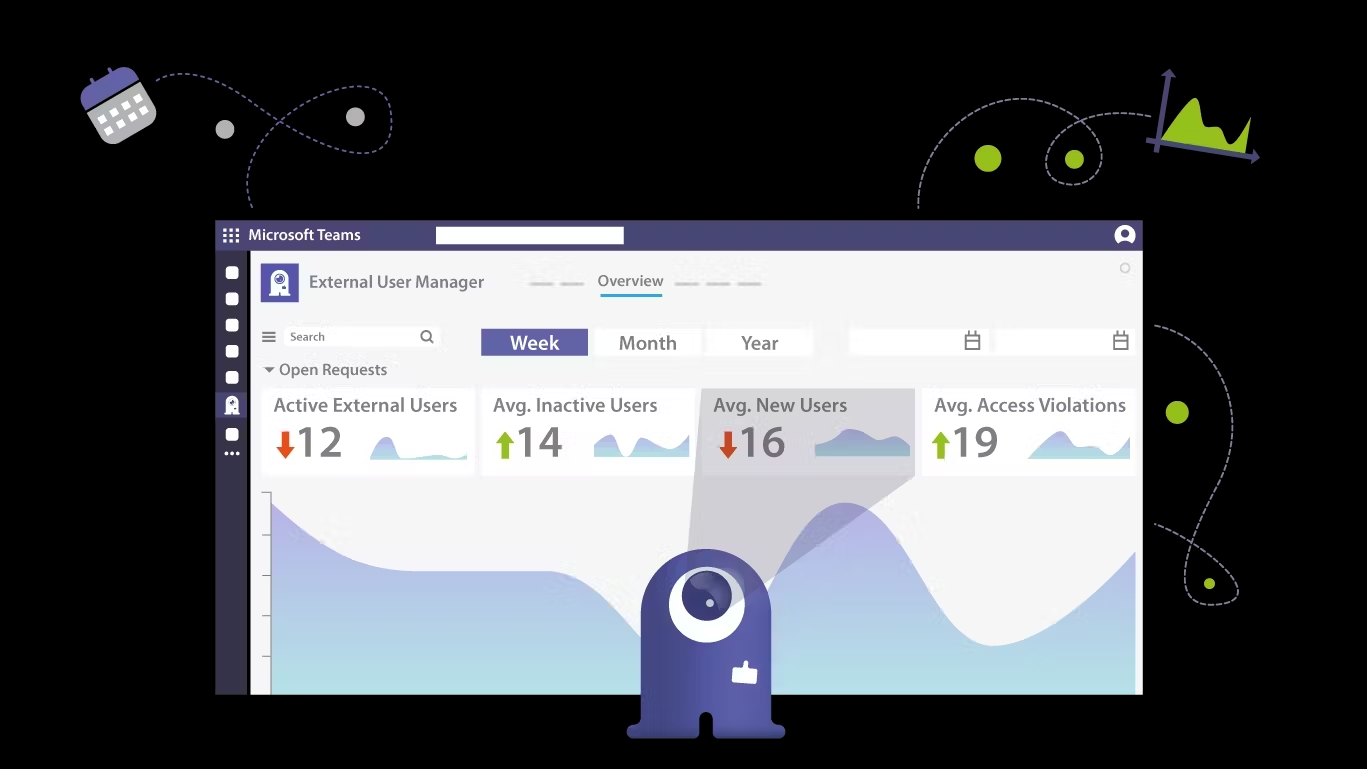 Microsoft Teams
External User Manager
Overview
Search
Week
Month
Year
Open Requests
Active External Users
12
Avg. Inactive Users
14
Avg. New Users
16
Avg. Access Violations
19